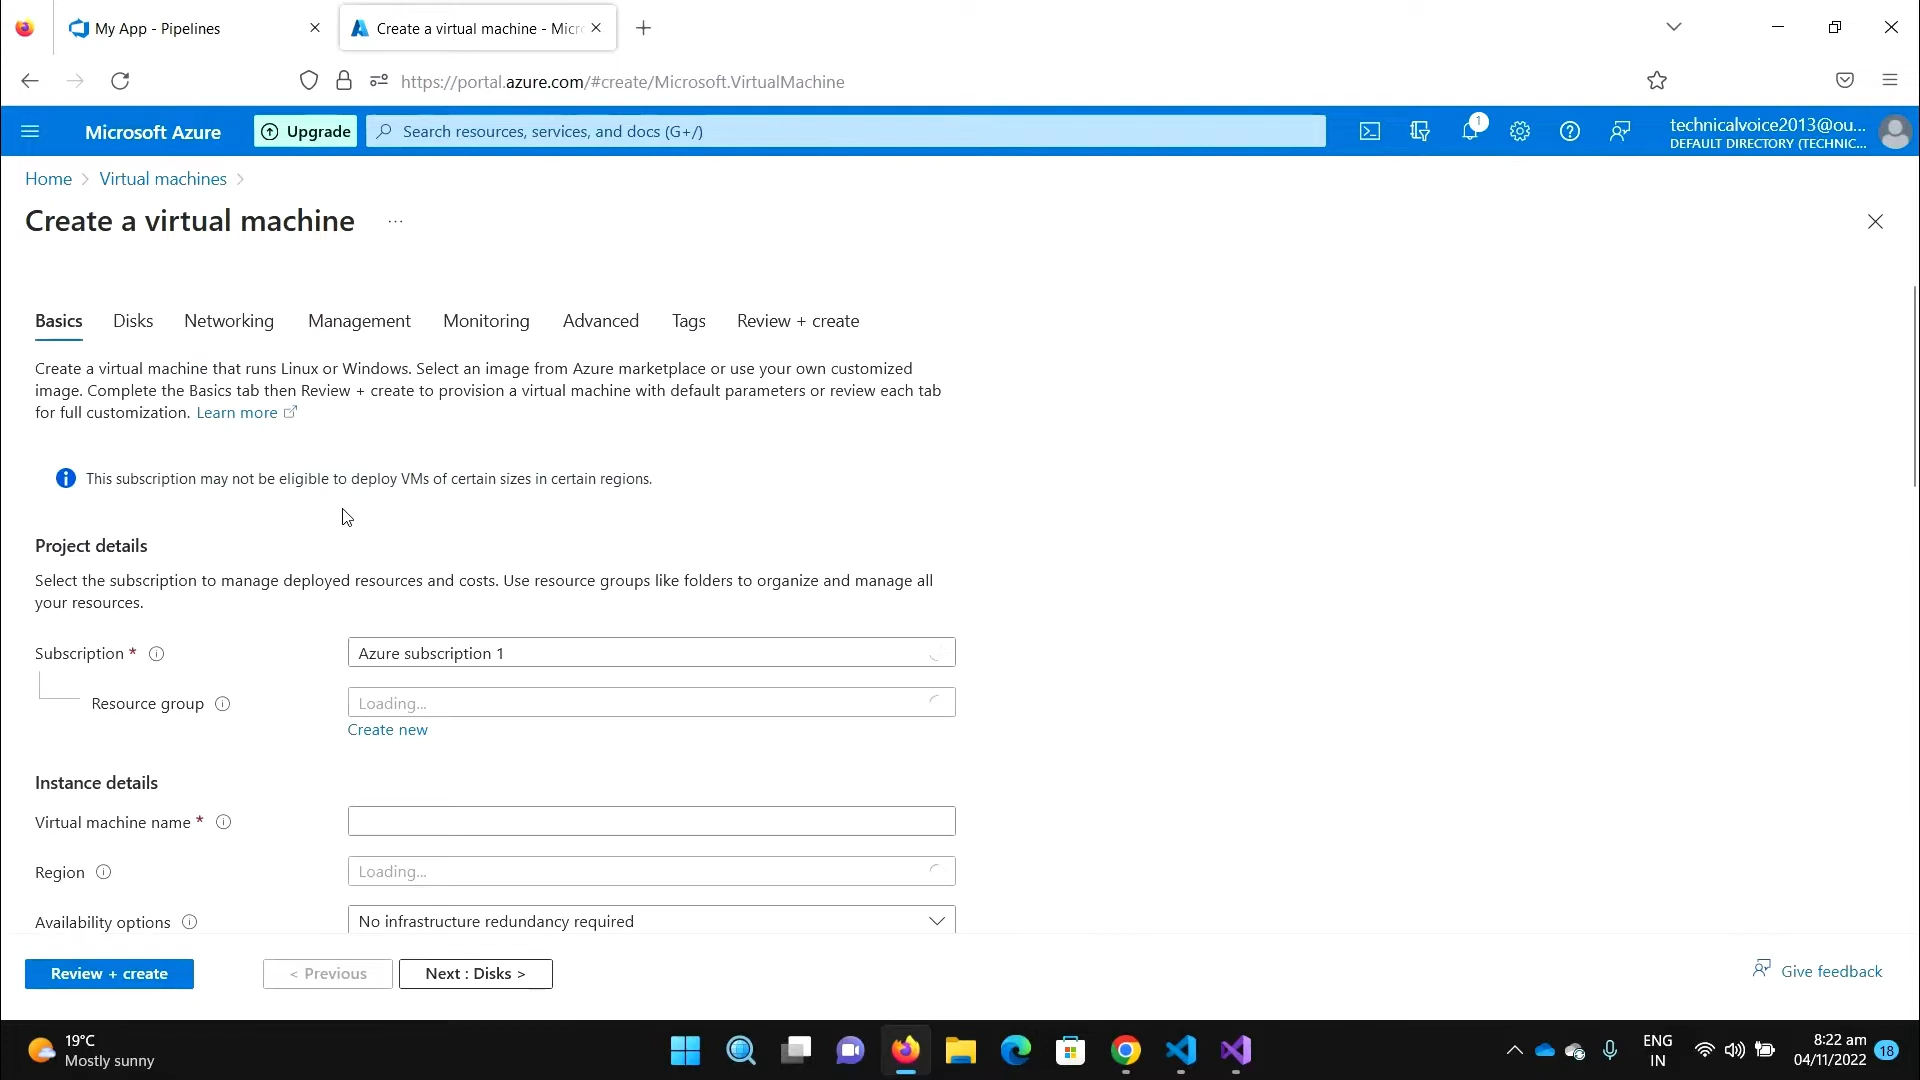 My App - Pipelines
Create a virtual machine - Micr
https://portal.azure.com/#create/Microsoft.VirtualMachine
Microsoft Azure
Upgrade
Search resources, services, and docs (G+/)
1
technicalvoice2013@ou...
DEFAULT DIRECTORY (TECHNIC...
Home > Virtual machines >
Create a virtual machine ...
Basics Disks Networking Management Monitoring Advanced Tags Review + create
Create a virtual machine that runs Linux or Windows. Select an image from Azure marketplace or use your own customized
image. Complete the Basics tab then Review + create to provision a virtual machine with default parameters or review each tab
for full customization. Learn more
This subscription may not be eligible to deploy VMs of certain sizes in certain regions.
Project details
Select the subscription to manage deployed resources and costs. Use resource groups like folders to organize and manage all
your resources.
Subscription *
Azure subscription 1
Resource group
Loading...
Create new
Instance details
Virtual machine name *
Region
Loading...
Availability options
No infrastructure redundancy required
Review + create
< Previous
Next : Disks >
Give feedback
19°C
Mostly sunny
ENG
IN
8:22 am
04/11/2022
18